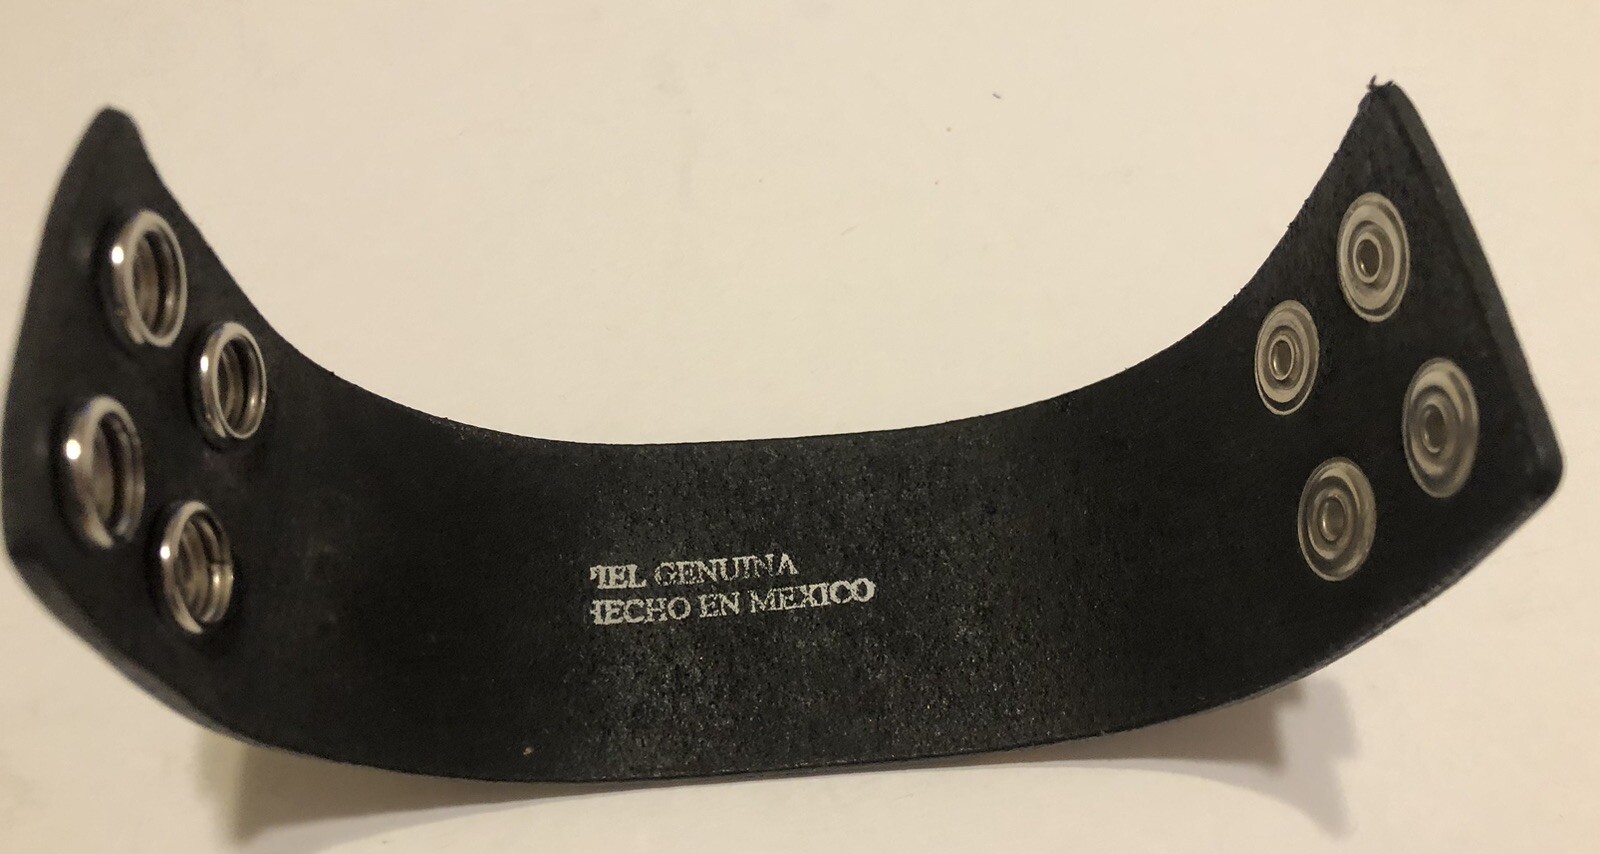 IEL GENUINA
HECHO EN MEXICO